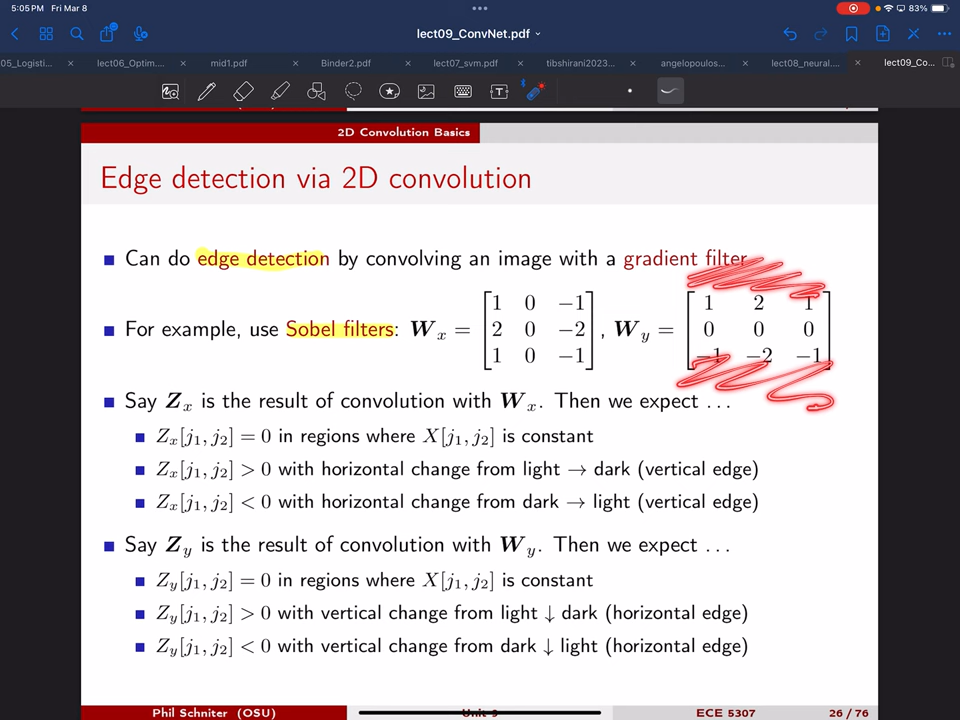 5:05 PM Fri Mar 8
83%
lect09_ConvNet.pdf
05_Logisti...
lect06_Optim...
mid1.pdf
Binder2.pdf
lect07_svm.pdf
tibshirani2023...
angelopoulos...
lect08_neural...
lect09_Co...
2D Convolution Basics
Edge detection via 2D convolution
Can do edge detection by convolving an image with a gradient filter
For example, use Sobel filters: W_x = [1 0 −1; 2 0 −2; 1 0 −1], W_y = [1 2 1; 0 0 0; −1 −2 −1]
Say Z_x is the result of convolution with W_x. Then we expect ...
Z_x[j_1, j_2] = 0 in regions where X[j_1, j_2] is constant
Z_x[j_1, j_2] > 0 with horizontal change from light → dark (vertical edge)
Z_x[j_1, j_2] < 0 with horizontal change from dark → light (vertical edge)
Say Z_y is the result of convolution with W_y. Then we expect ...
Z_y[j_1, j_2] = 0 in regions where X[j_1, j_2] is constant
Z_y[j_1, j_2] > 0 with vertical change from light ↓ dark (horizontal edge)
Z_y[j_1, j_2] < 0 with vertical change from dark ↓ light (horizontal edge)
Phil Schniter (OSU)
Unit 9
ECE 5307
26 / 76